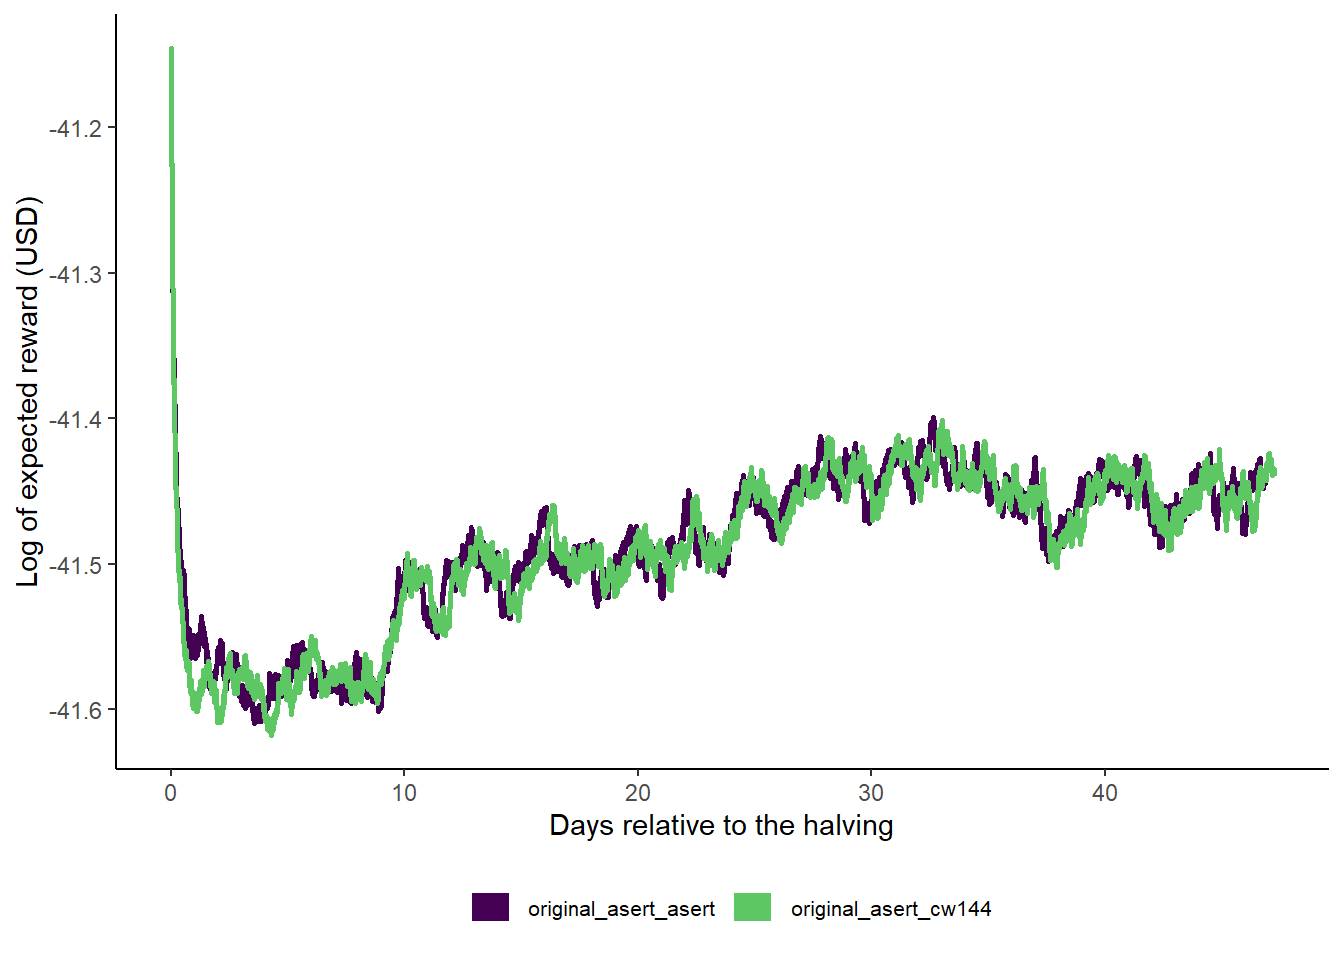 Log of expected reward (USD)
-41.2
-41.3
-41.4
-41.5
-41.6
0 10 20 30 40
Days relative to the halving
original_asert_asert original_asert_cw144